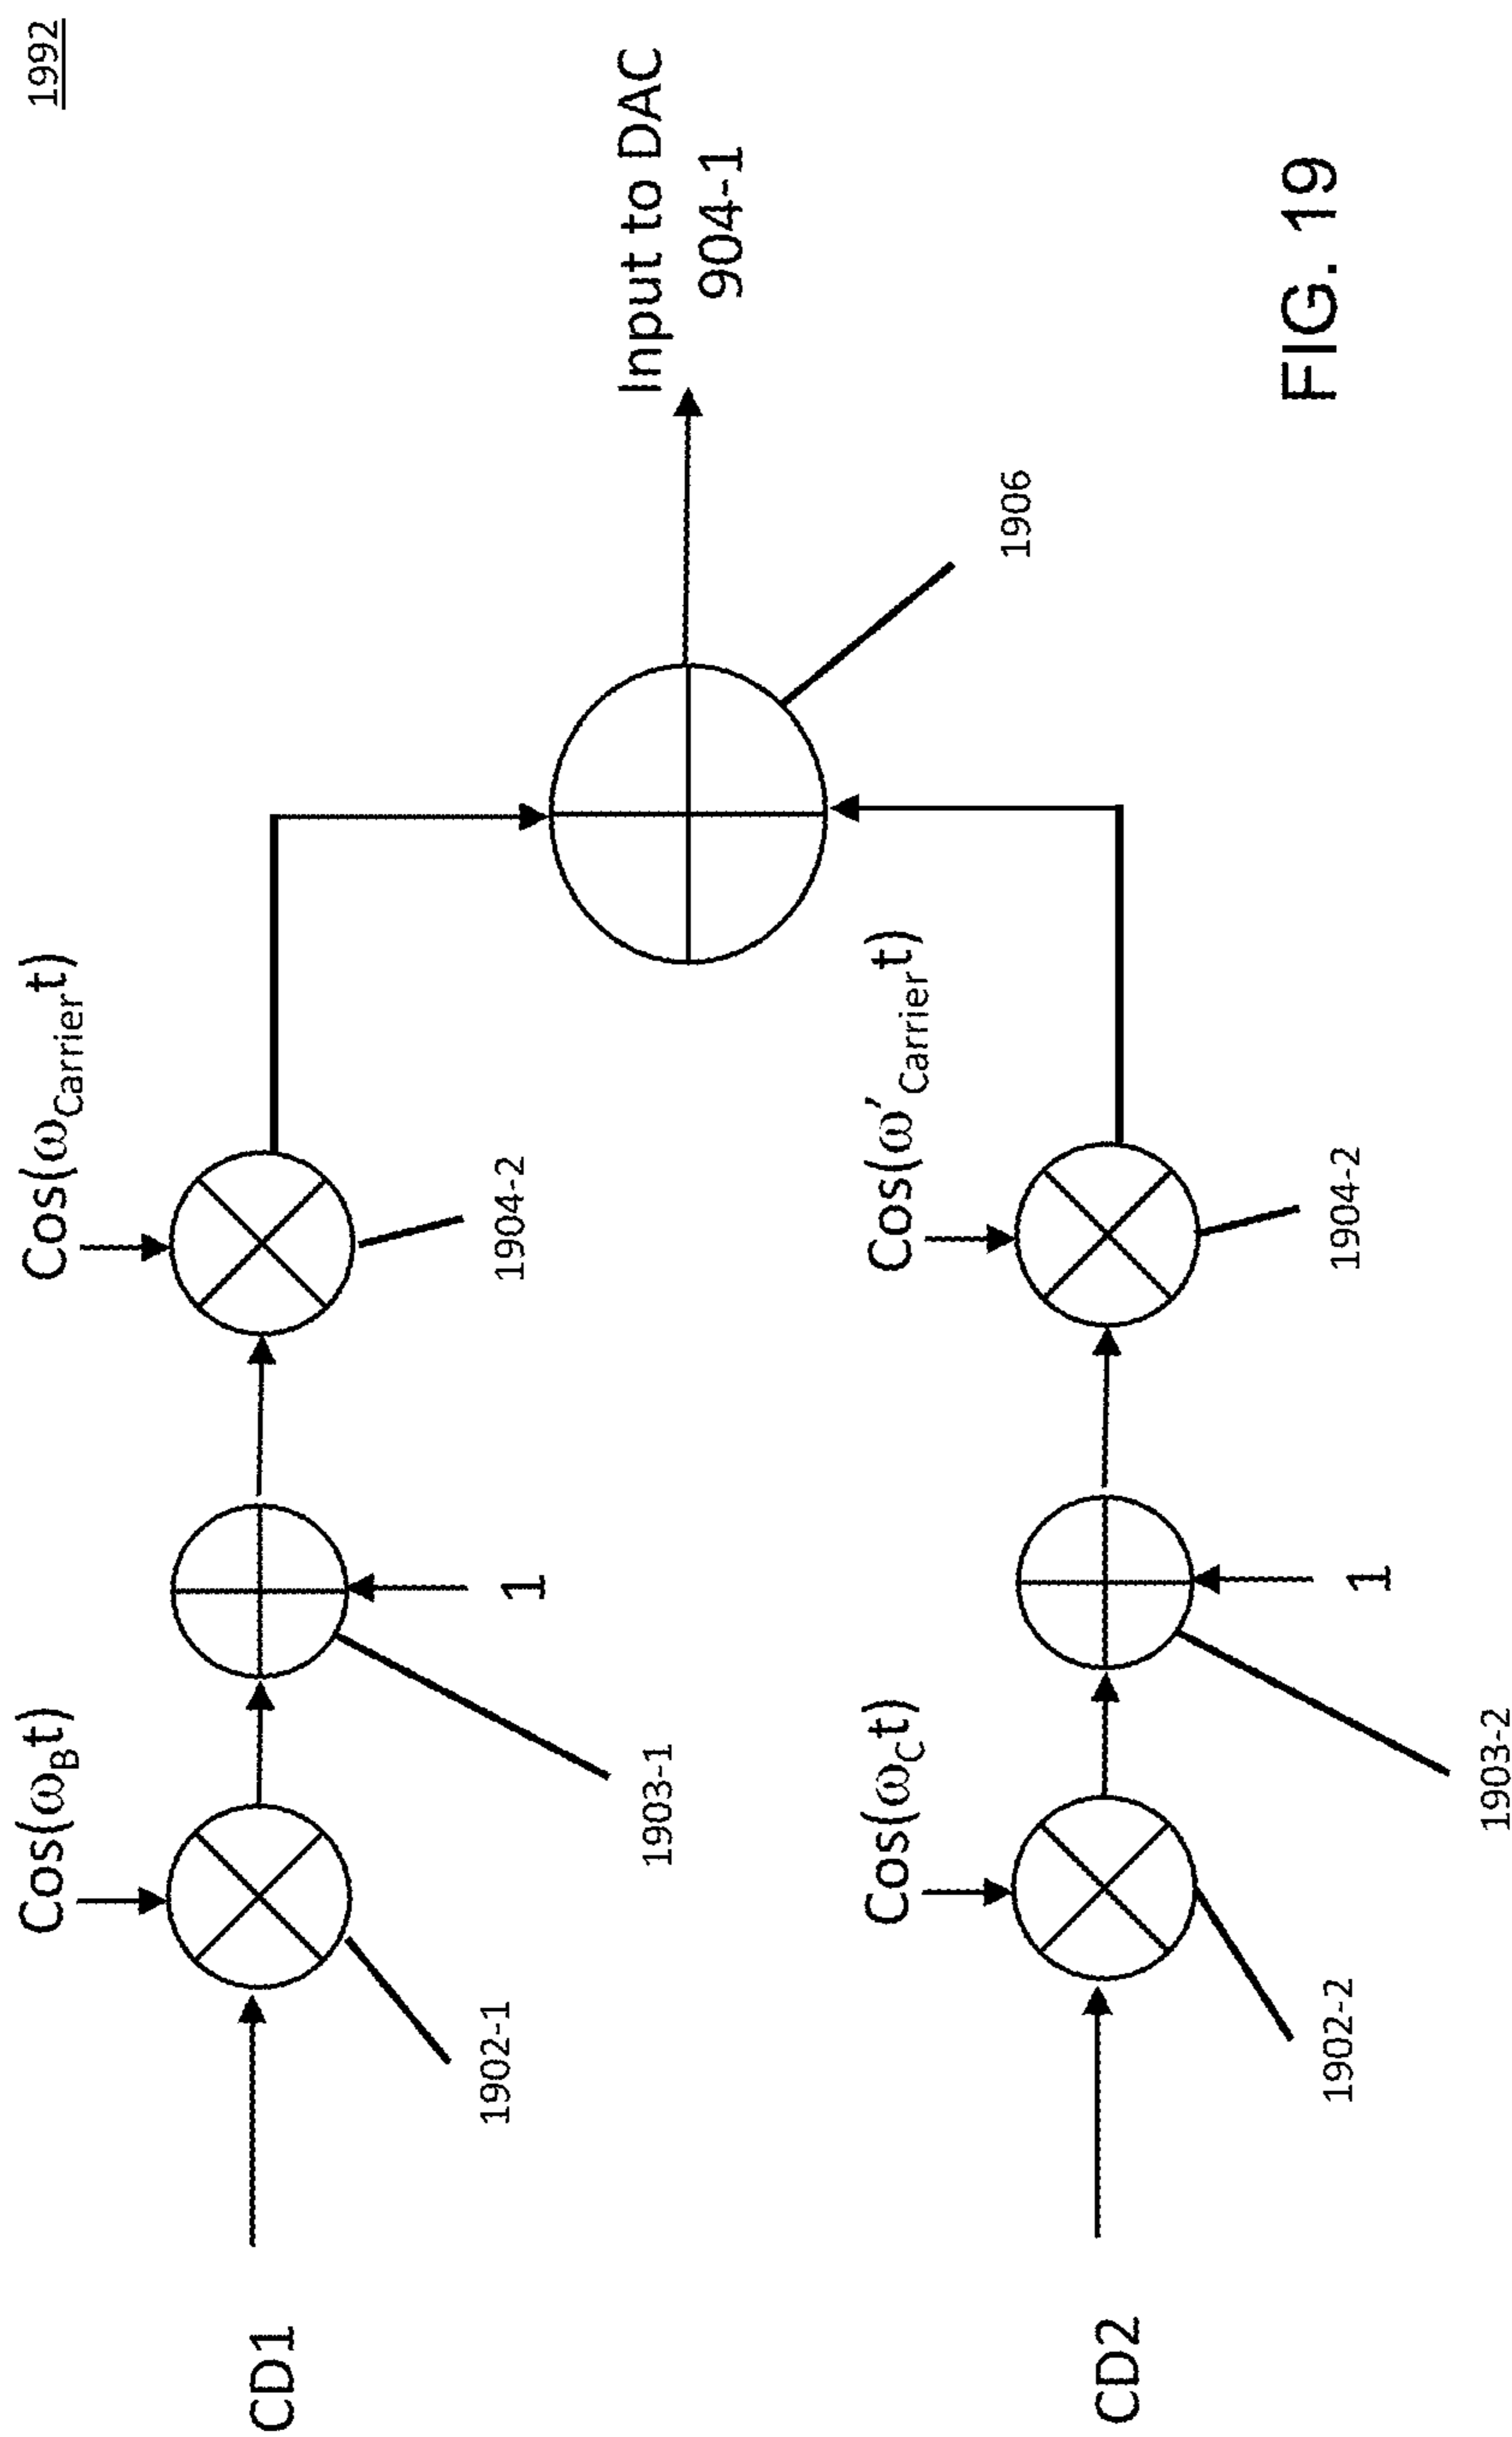 1992
Cos(ωBt)
Cos(ωCarriert)
CD1
1902-1
1903-1
1
1904-2
Input to DAC
904-1
1906
Cos(ωCt)
Cos(ω′Carriert)
CD2
1902-2
1903-2
1
1904-2
FIG. 19